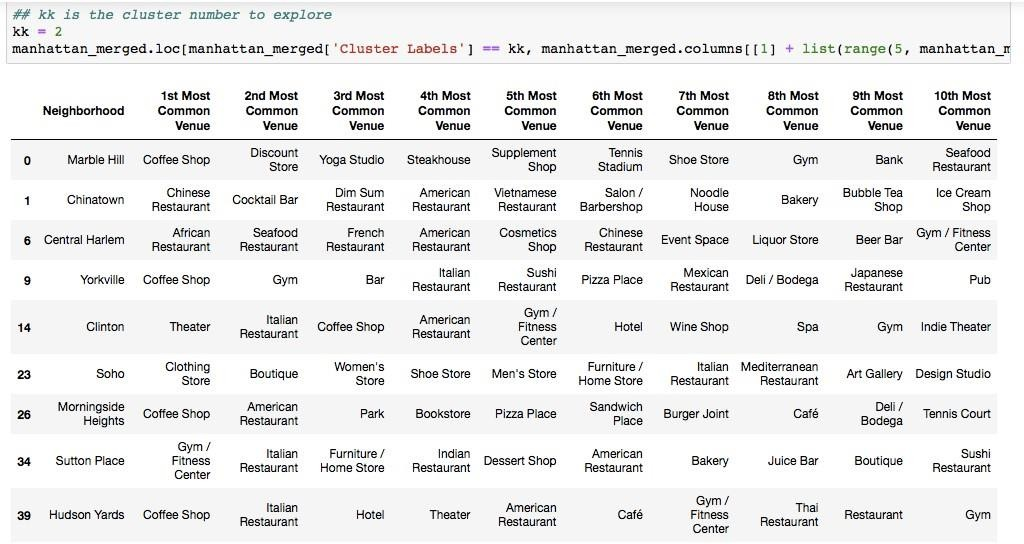 ## kk is the cluster number to explore
kk = 2
manhattan_merged.loc[manhattan_merged['Cluster Labels'] == kk, manhattan_merged.columns[[1] + list(range(5, manhattan_m
Neighborhood 1st Most Common Venue 2nd Most Common Venue 3rd Most Common Venue 4th Most Common Venue 5th Most Common Venue 6th Most Common Venue 7th Most Common Venue 8th Most Common Venue 9th Most Common Venue 10th Most Common Venue
0 Marble Hill Coffee Shop Discount Store Yoga Studio Steakhouse Supplement Shop Tennis Stadium Shoe Store Gym Bank Seafood Restaurant
1 Chinatown Chinese Restaurant Cocktail Bar Dim Sum Restaurant American Restaurant Vietnamese Restaurant Salon / Barbershop Noodle House Bakery Bubble Tea Shop Ice Cream Shop
6 Central Harlem African Restaurant Seafood Restaurant French Restaurant American Restaurant Cosmetics Shop Chinese Restaurant Event Space Liquor Store Beer Bar Gym / Fitness Center
9 Yorkville Coffee Shop Gym Bar Italian Restaurant Sushi Restaurant Pizza Place Mexican Restaurant Deli / Bodega Japanese Restaurant Pub
14 Clinton Theater Italian Restaurant Coffee Shop American Restaurant Gym / Fitness Center Hotel Wine Shop Spa Gym Indie Theater
23 Soho Clothing Store Boutique Women's Store Shoe Store Men's Store Furniture / Home Store Italian Restaurant Mediterranean Restaurant Art Gallery Design Studio
26 Morningside Heights Coffee Shop American Restaurant Park Bookstore Pizza Place Sandwich Place Burger Joint Café Deli / Bodega Tennis Court
34 Sutton Place Gym / Fitness Center Italian Restaurant Furniture / Home Store Indian Restaurant Dessert Shop American Restaurant Bakery Juice Bar Boutique Sushi Restaurant
39 Hudson Yards Coffee Shop Italian Restaurant Hotel Theater American Restaurant Café Gym / Fitness Center Thai Restaurant Restaurant Gym